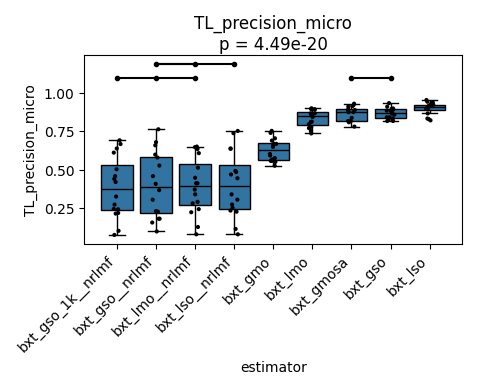 TL_precision_micro
p = 4.49e-20
TL_precision_micro
1.00
0.75
0.50
0.25
bxt_gso_1k__nrlmf
bxt_gso__nrlmf
bxt_lmo__nrlmf
bxt_lso__nrlmf
bxt_gmo
bxt_lmo
bxt_gmosa
bxt_gso
bxt_lso
estimator